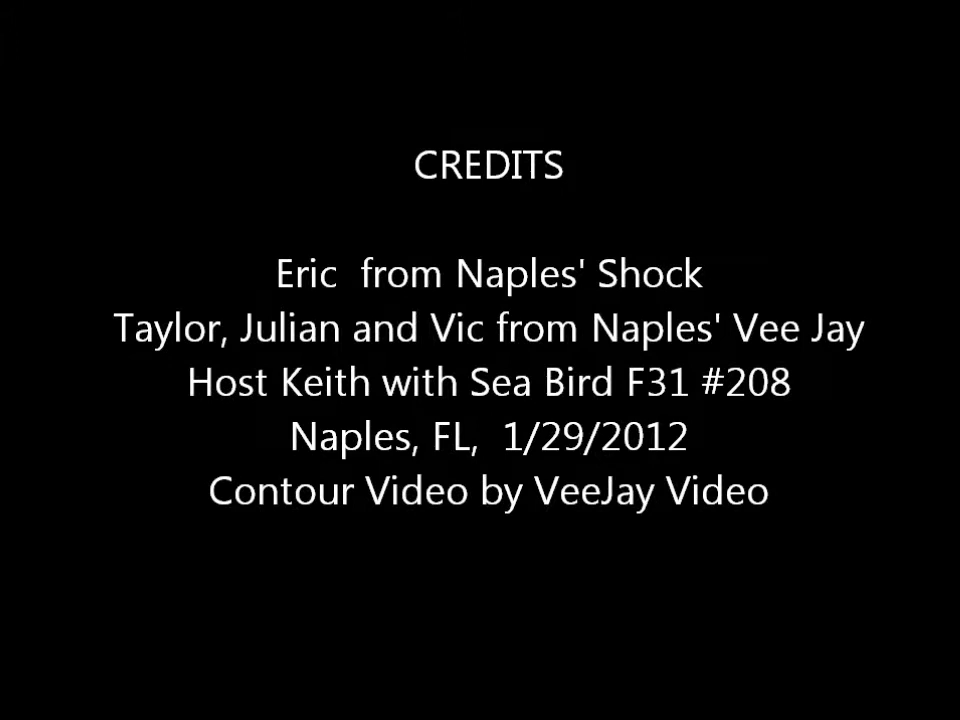 CREDITS
Eric  from Naples' Shock
Taylor, Julian and Vic from Naples' Vee Jay
Host Keith with Sea Bird F31 #208
Naples, FL,  1/29/2012
Contour Video by VeeJay Video